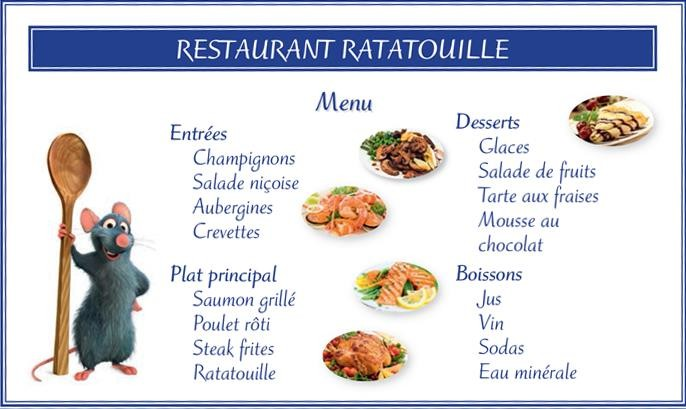 RESTAURANT RATATOUILLE
Menu
Entrées
Champignons
Salade niçoise
Aubergines
Crevettes
Plat principal
Saumon grillé
Poulet rôti
Steak frites
Ratatouille
Desserts
Glaces
Salade de fruits
Tarte aux fraises
Mousse au
chocolat
Boissons
Jus
Vin
Sodas
Eau minérale